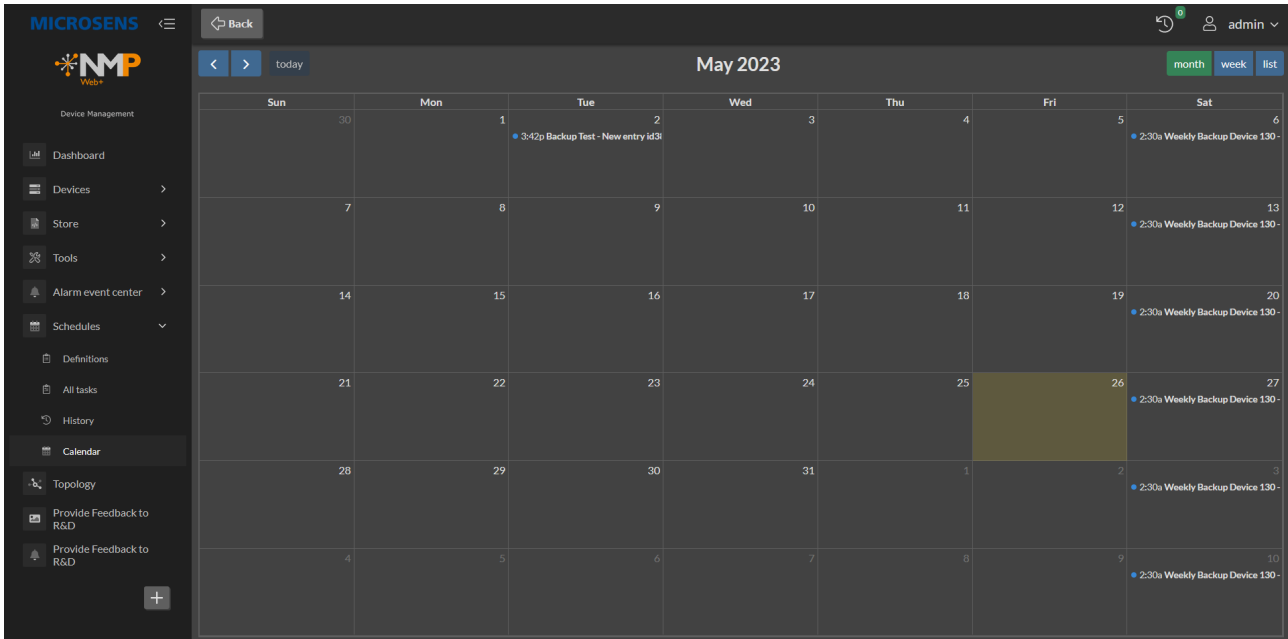 MICROSENS
NMP
Web+
Device Management
Dashboard
Devices
Store
Tools
Alarm event center
Schedules
Definitions
All tasks
History
Calendar
Topology
Provide Feedback to
R&D
Provide Feedback to
R&D
+
Back
0
admin
< > today
May 2023
month week list
Sun Mon Tue Wed Thu Fri Sat
30 1 2 3 4 5 6
3:42p Backup Test - New entry id38
2:30a Weekly Backup Device 130 -
7 8 9 10 11 12 13
2:30a Weekly Backup Device 130 -
14 15 16 17 18 19 20
2:30a Weekly Backup Device 130 -
21 22 23 24 25 26 27
2:30a Weekly Backup Device 130 -
28 29 30 31 1 2 3
2:30a Weekly Backup Device 130 -
4 5 6 7 8 9 10
2:30a Weekly Backup Device 130 -